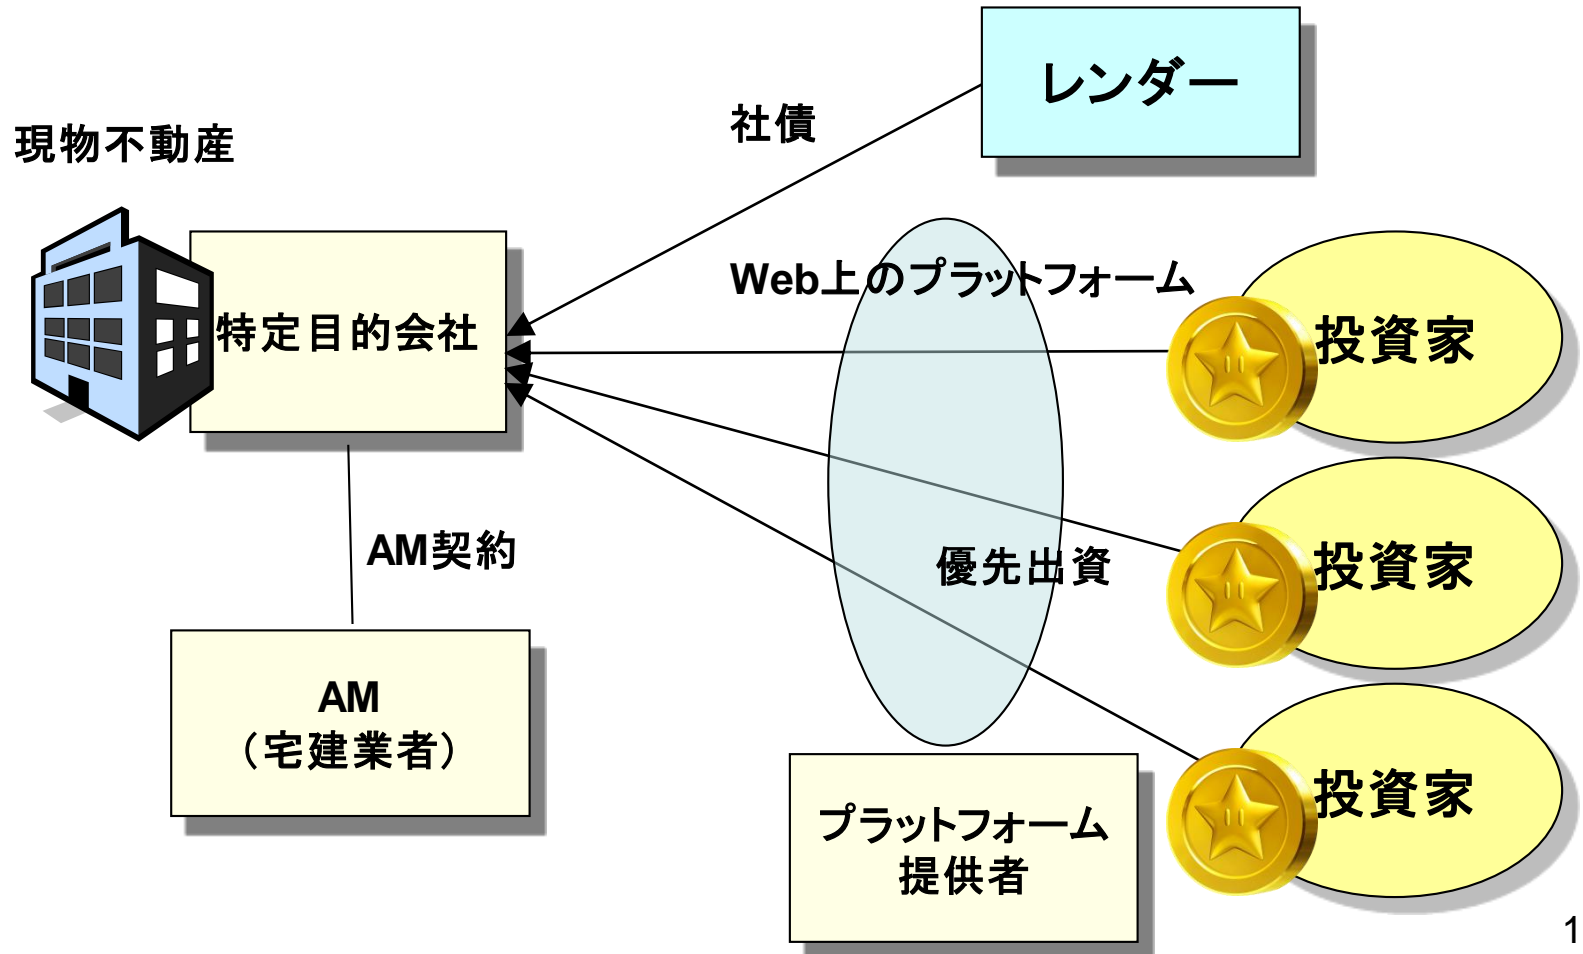 レンダー
社債
現物不動産
Web上のプラットフォーム
特定目的会社
投資家
AM契約
優先出資
投資家
AM
（宅建業者）
プラットフォーム
提供者
投資家
1